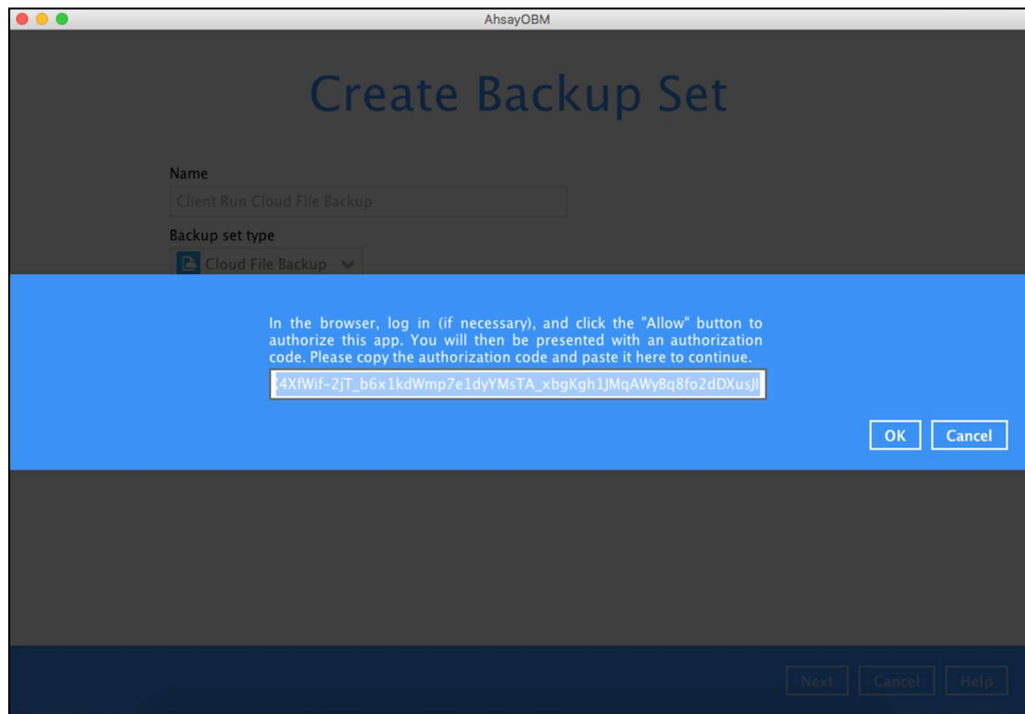 AhsayOBM
Create Backup Set
Name
Client Run Cloud File Backup
Backup set type
Cloud File Backup
In the browser, log in (if necessary), and click the "Allow" button to
authorize this app. You will then be presented with an authorization
code. Please copy the authorization code and paste it here to continue.
OK Cancel
Next Cancel Help